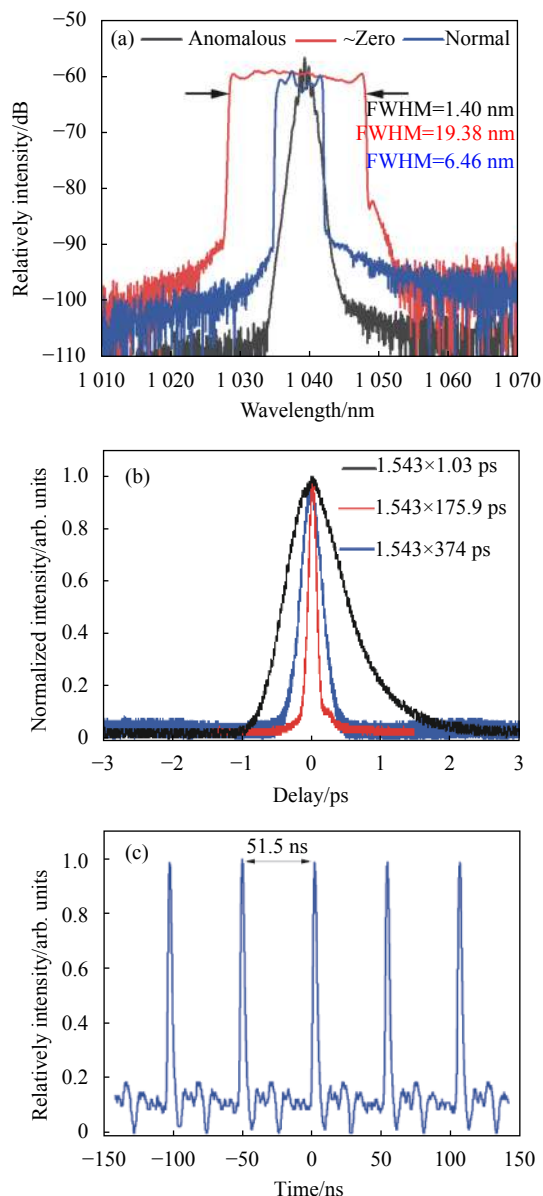 (a)
Anomalous ~Zero Normal
FWHM=1.40 nm
FWHM=19.38 nm
FWHM=6.46 nm
Relatively intensity/dB
−50
−60
−70
−80
−90
−100
−110
1 010 1 020 1 030 1 040 1 050 1 060 1 070
Wavelength/nm
(b)
1.543×1.03 ps
1.543×175.9 ps
1.543×374 ps
Normalized intensity/arb. units
1.0
0.8
0.6
0.4
0.2
0
−3 −2 −1 0 1 2 3
Delay/ps
(c)
51.5 ns
Relatively intensity/arb. units
1.0
0.8
0.6
0.4
0.2
0
−150 −100 −50 0 50 100 150
Time/ns